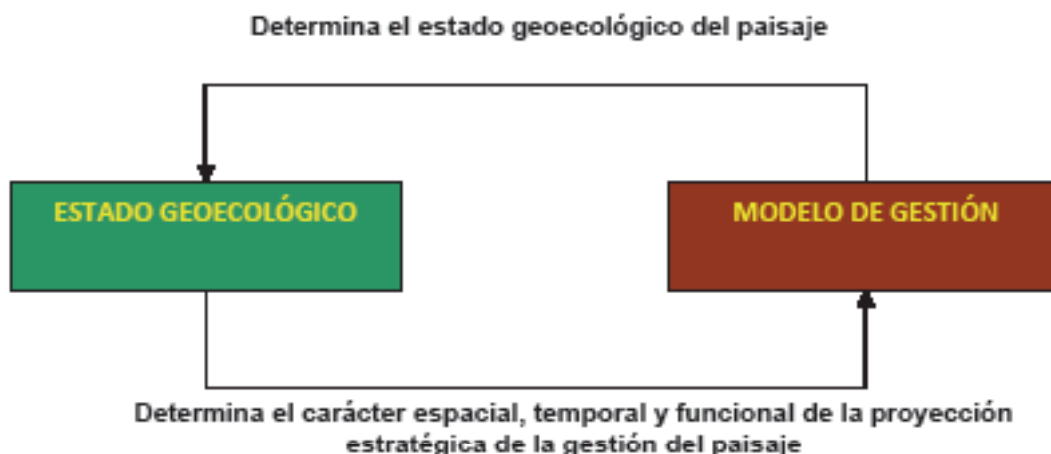 Determina el estado geoecológico del paisaje
ESTADO GEOECOLÓGICO
MODELO DE GESTIÓN
Determina el carácter espacial, temporal y funcional de la proyección
estratégica de la gestión del paisaje